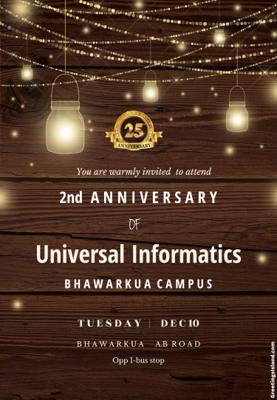 25
ANNIVERSARY
You are warmly invited to attend
2nd ANNIVERSARY
OF
Universal Informatics
BHAWARKUA CAMPUS
TUESDAY | DEC10
BHAWARKUA A.B ROAD
Opp I-bus stop
GreetingsIsland.com